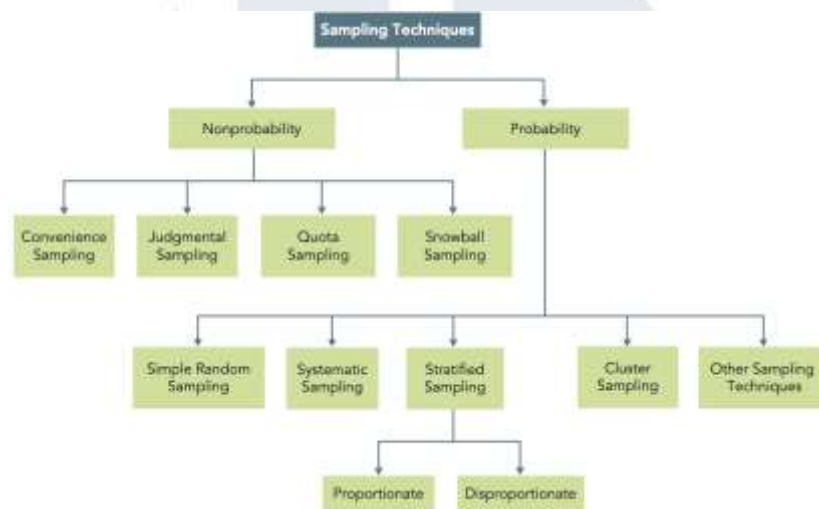 Sampling Techniques
Nonprobability
Probability
Convenience
Sampling
Judgmental
Sampling
Quota
Sampling
Snowball
Sampling
Simple Random
Sampling
Systematic
Sampling
Stratified
Sampling
Cluster
Sampling
Other Sampling
Techniques
Proportionate
Disproportionate